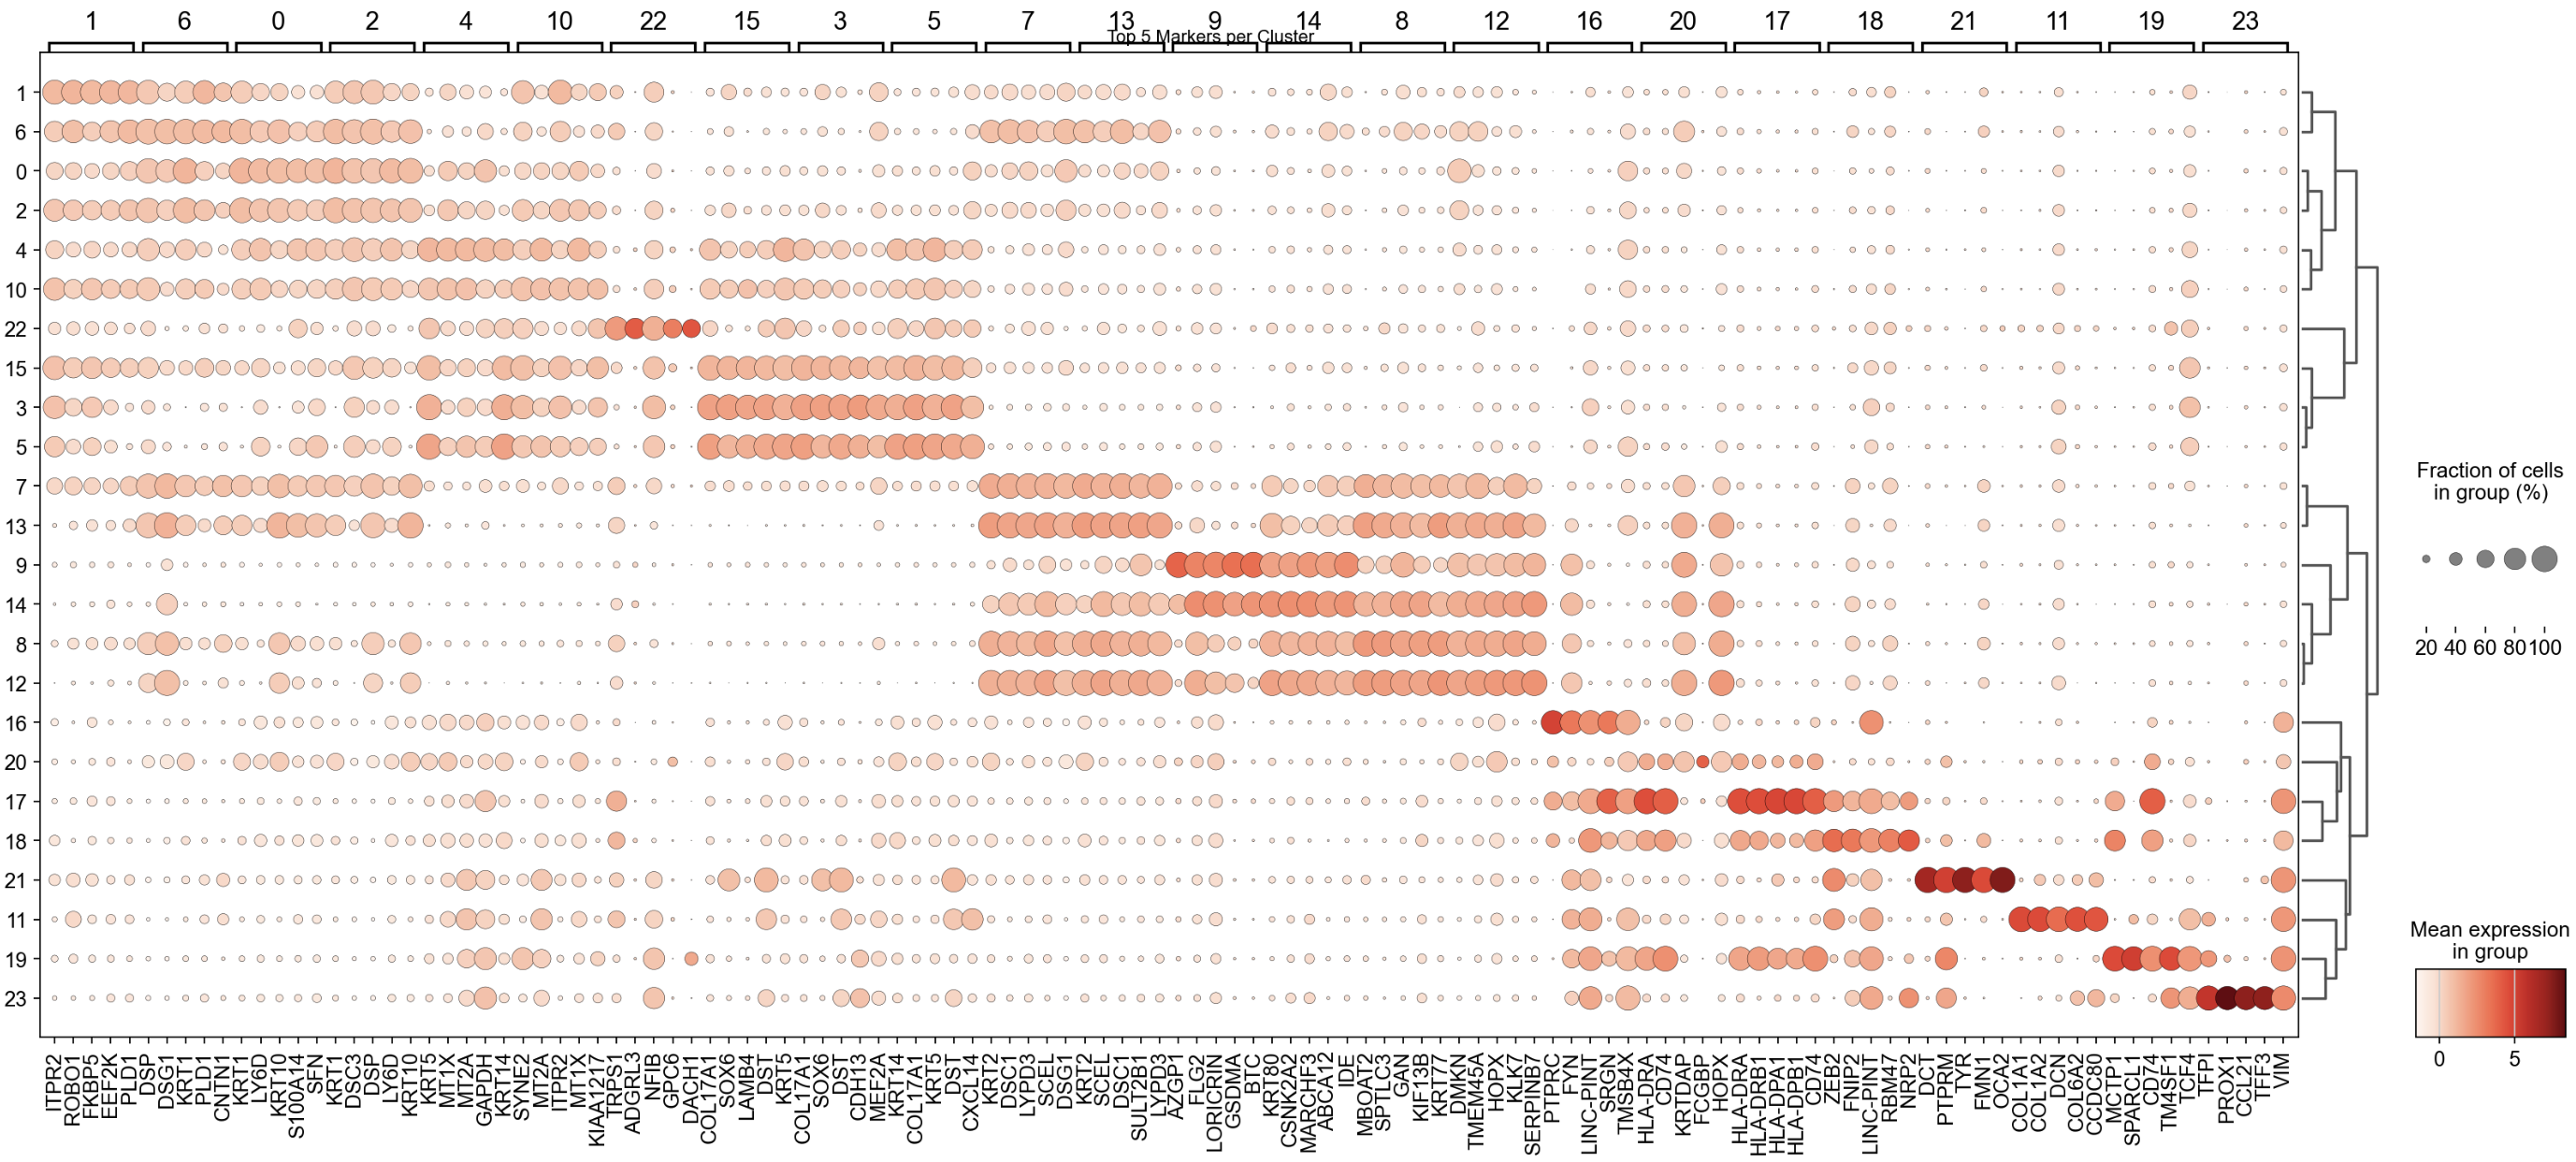 1 6 0 2 4 10 22 15 3 5 7 13 9 14 8 12 16 20 17 18 21 11 19 23
Top 5 Markers per Cluster
1
6
0
2
4
10
22
15
3
5
7
13
9
14
8
12
16
20
17
18
21
11
19
23
ITPR2
ROBO1
FKBP5
EEF2K
PLD1
DSP
DSG1
KRT1
PLD1
CNTN1
KRT1
LY6D
KRT10
S100A14
SFN
KRT1
DSC3
DSP
LY6D
KRT10
KRT5
MT1X
MT2A
GAPDH
KRT14
SYNE2
MT2A
ITPR2
MT1X
KIAA1217
TRPS1
ADGRL3
NFIB
GPC6
DACH1
COL17A1
SOX6
LAMB4
DST
KRT5
COL17A1
SOX6
DST
CDH13
MEF2A
KRT14
COL17A1
KRT5
DST
CXCL14
KRT2
DSC1
LYPD3
SCEL
DSG1
KRT2
SCEL
DSC1
SULT2B1
LYPD3
AZGP1
FLG2
LORICRIN
GSDMA
BTC
KRT80
CSNK2A2
MARCHF3
ABCA12
IDE
MBOAT2
SPTLC3
GAN
KIF13B
KRT77
DMKN
TMEM45A
HOPX
KLK7
SERPINB7
PTPRC
FYN
LINC-PINT
SRGN
TMSB4X
HLA-DRA
CD74
KRTDAP
FCGBP
HOPX
HLA-DRA
HLA-DRB1
HLA-DPA1
HLA-DPB1
CD74
ZEB2
FNIP2
LINC-PINT
RBM47
NRP2
DCT
PTPRM
TYR
FMN1
OCA2
COL1A1
COL1A2
DCN
COL6A2
CCDC80
MCTP1
SPARCL1
CD74
TM4SF1
TCF4
TFPI
PROX1
CCL21
TFF3
VIM
Fraction of cells
in group (%)
20 40 60 80 100
Mean expression
in group
0 5